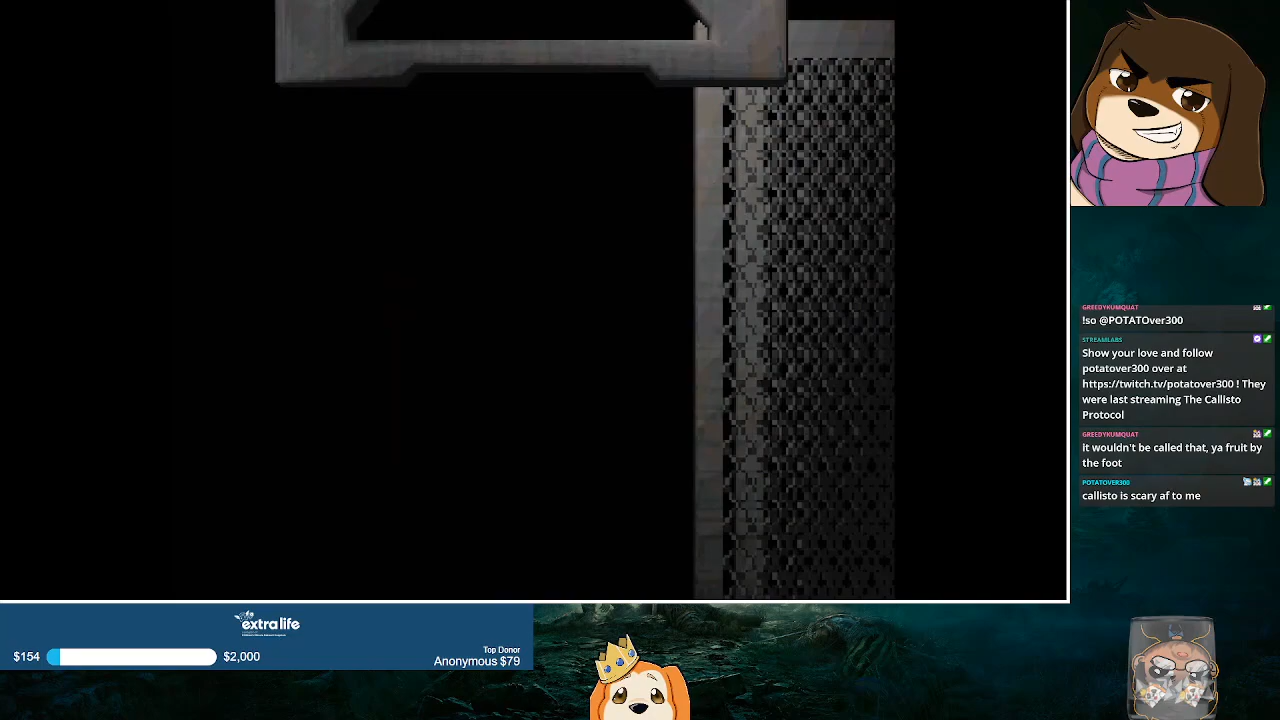 GREEDYKUMQUAT
!so @POTATOver300
STREAMLABS
Show your love and follow
potatover300 over at
https://twitch.tv/potatover300 ! They
were last streaming The Callisto
Protocol
GREEDYKUMQUAT
it wouldn't be called that, ya fruit by
the foot
POTATOVER300
callisto is scary af to me
extralife
$154
$2,000
Top Donor
Anonymous $79